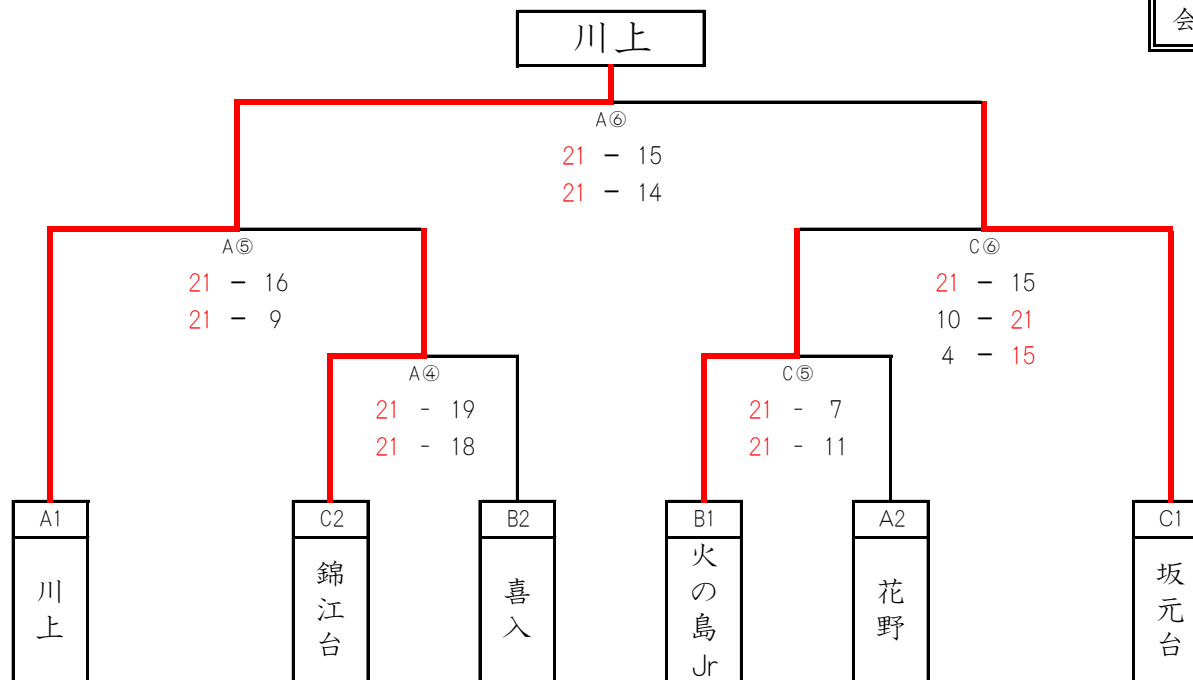 会
川上
A⑥
21 － 15
21 － 14
A⑤
21 － 16
21 － 9
C⑥
21 － 15
10 － 21
4 － 15
A④
21 - 19
21 - 18
C⑤
21 - 7
21 - 11
A1
川上
C2
錦江台
B2
喜入
B1
火の島Jr
A2
花野
C1
坂元台